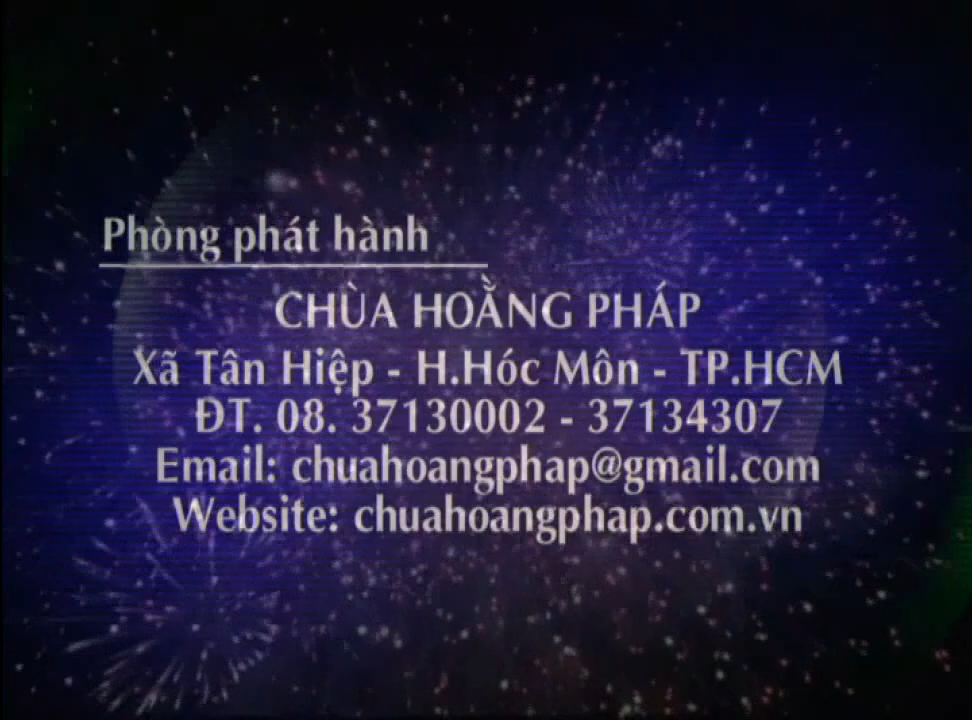 Phòng phát hành
CHÙA HOẰNG PHÁP
Xã Tân Hiệp - H.Hóc Môn - TP.HCM
ĐT. 08. 37130002 - 37134307
Email: chuahoangphap@gmail.com
Website: chuahoangphap.com.vn